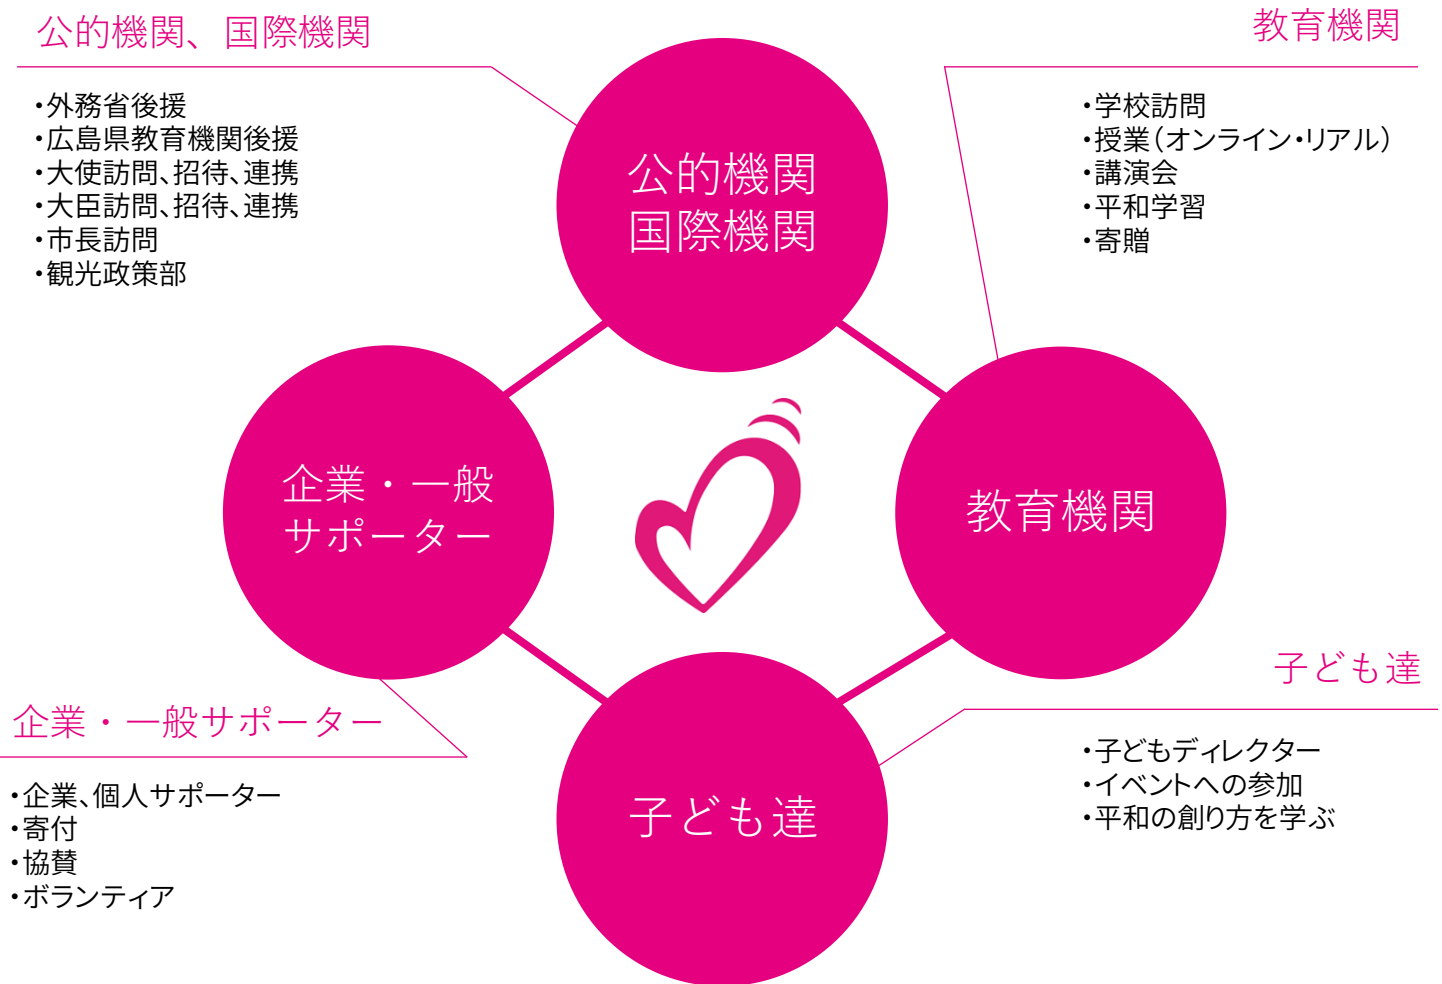 公的機関、国際機関
・外務省後援
・広島県教育機関後援
・大使訪問、招待、連携
・大臣訪問、招待、連携
・市長訪問
・観光政策部
教育機関
・学校訪問
・授業(オンライン・リアル)
・講演会
・平和学習
・寄贈
公的機関
国際機関
企業・一般
サポーター
教育機関
子ども達
企業・一般サポーター
・企業、個人サポーター
・寄付
・協賛
・ボランティア
子ども達
・子どもディレクター
・イベントへの参加
・平和の創り方を学ぶ